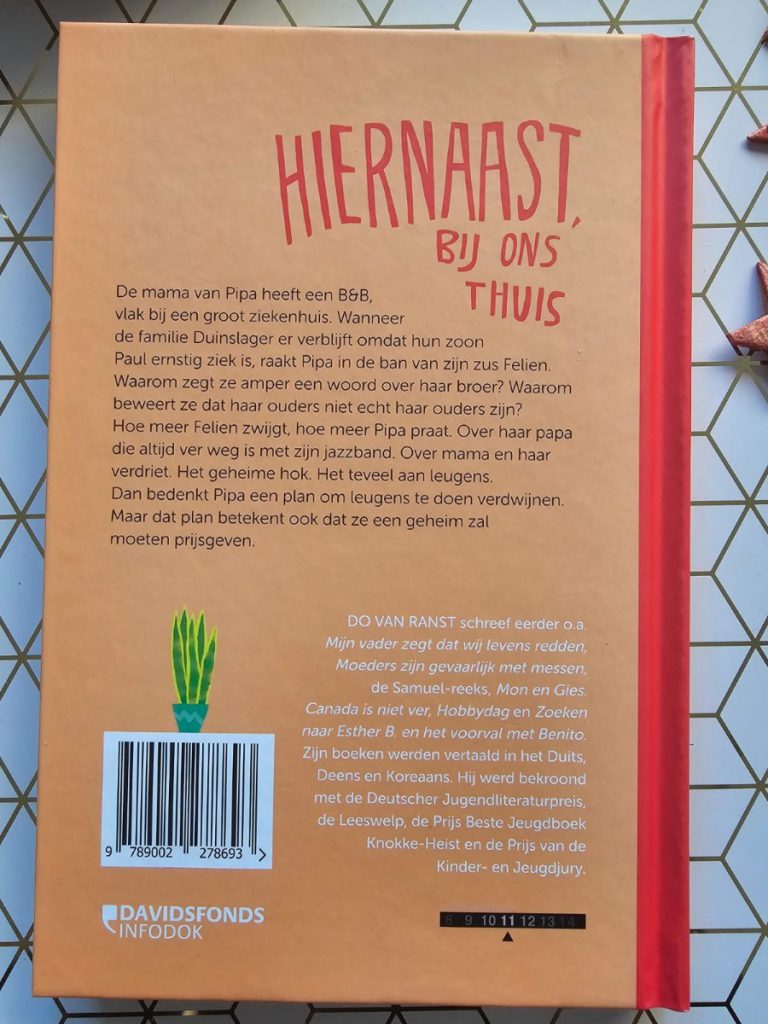 HIERNAAST,
BIJ ONS
THUIS
De mama van Pipa heeft een B&B,
vlak bij een groot ziekenhuis. Wanneer
de familie Duinslager er verblijft omdat hun zoon
Paul ernstig ziek is, raakt Pipa in de ban van zijn zus Felien.
Waarom zegt ze amper een woord over haar broer? Waarom
beweert ze dat haar ouders niet echt haar ouders zijn?
Hoe meer Felien zwijgt, hoe meer Pipa praat. Over haar papa
die altijd ver weg is met zijn jazzband. Over mama en haar
verdriet. Het geheime hok. Het teveel aan leugens.
Dan bedenkt Pipa een plan om leugens te doen verdwijnen.
Maar dat plan betekent ook dat ze een geheim zal
moeten prijsgeven.
DO VAN RANST schreef eerder o.a.
Mijn vader zegt dat wij levens redden,
Moeders zijn gevaarlijk met messen,
de Samuel-reeks, Mon en Gies.
Canada is niet ver, Hobbydag en Zoeken
naar Esther B. en het voorval met Benito.
Zijn boeken werden vertaald in het Duits,
Deens en Koreaans. Hij werd bekroond
met de Deutscher Jugendliteraturpreis,
de Leeswelp, de Prijs Beste Jeugdboek
Knokke-Heist en de Prijs van de
Kinder- en Jeugdjury.
9 789002 278693 >
DAVIDSFONDS
INFODOK
8 9 10 11 12 13 14